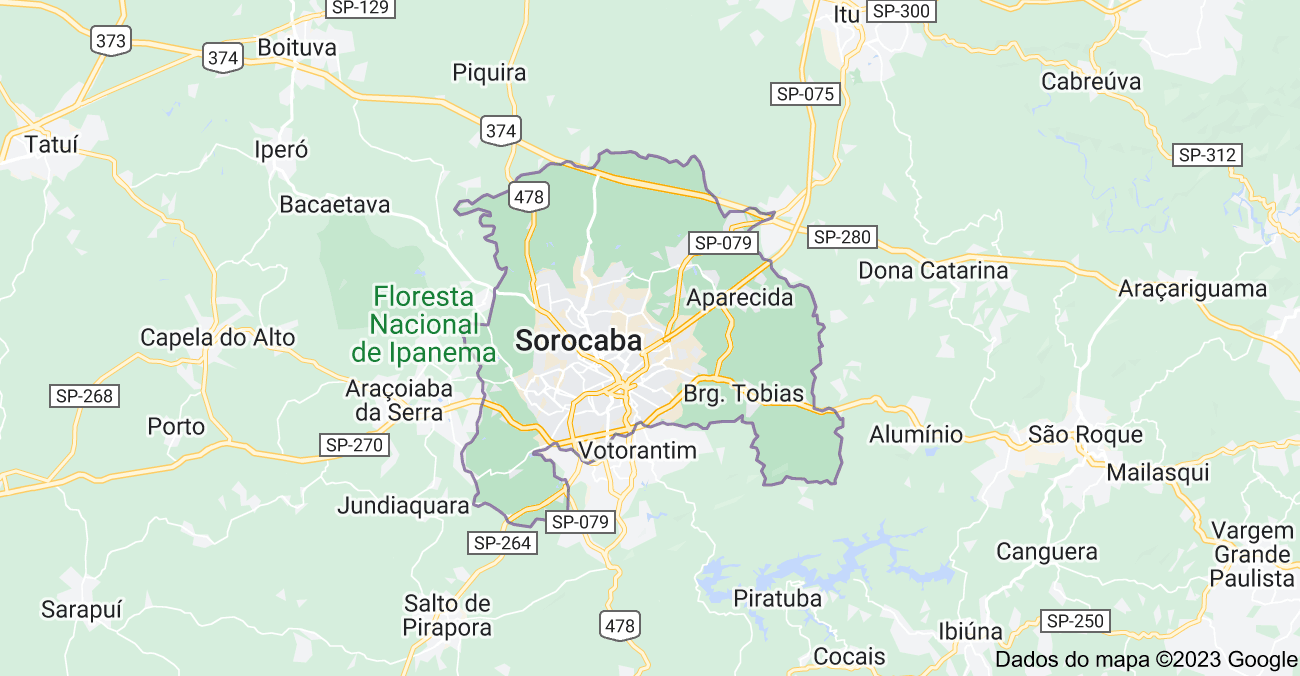 SP-129
Itu
SP-300
373
374
Boituva
Piquira
Cabreúva
SP-075
374
Tatuí
Iperó
SP-312
478
Bacaetava
SP-079
SP-280
Dona Catarina
Araçariguama
Floresta
Nacional
de Ipanema
Aparecida
Capela do Alto
Sorocaba
SP-268
Araçoiaba
da Serra
Brg. Tobias
Porto
SP-270
Votorantim
Alumínio
São Roque
Mailasqui
Jundiaquara
SP-079
SP-264
Canguera
Vargem
Grande
Paulista
Sarapuí
Salto de
Pirapora
478
Piratuba
Ibiúna
SP-250
Cocais
Dados do mapa ©2023 Google